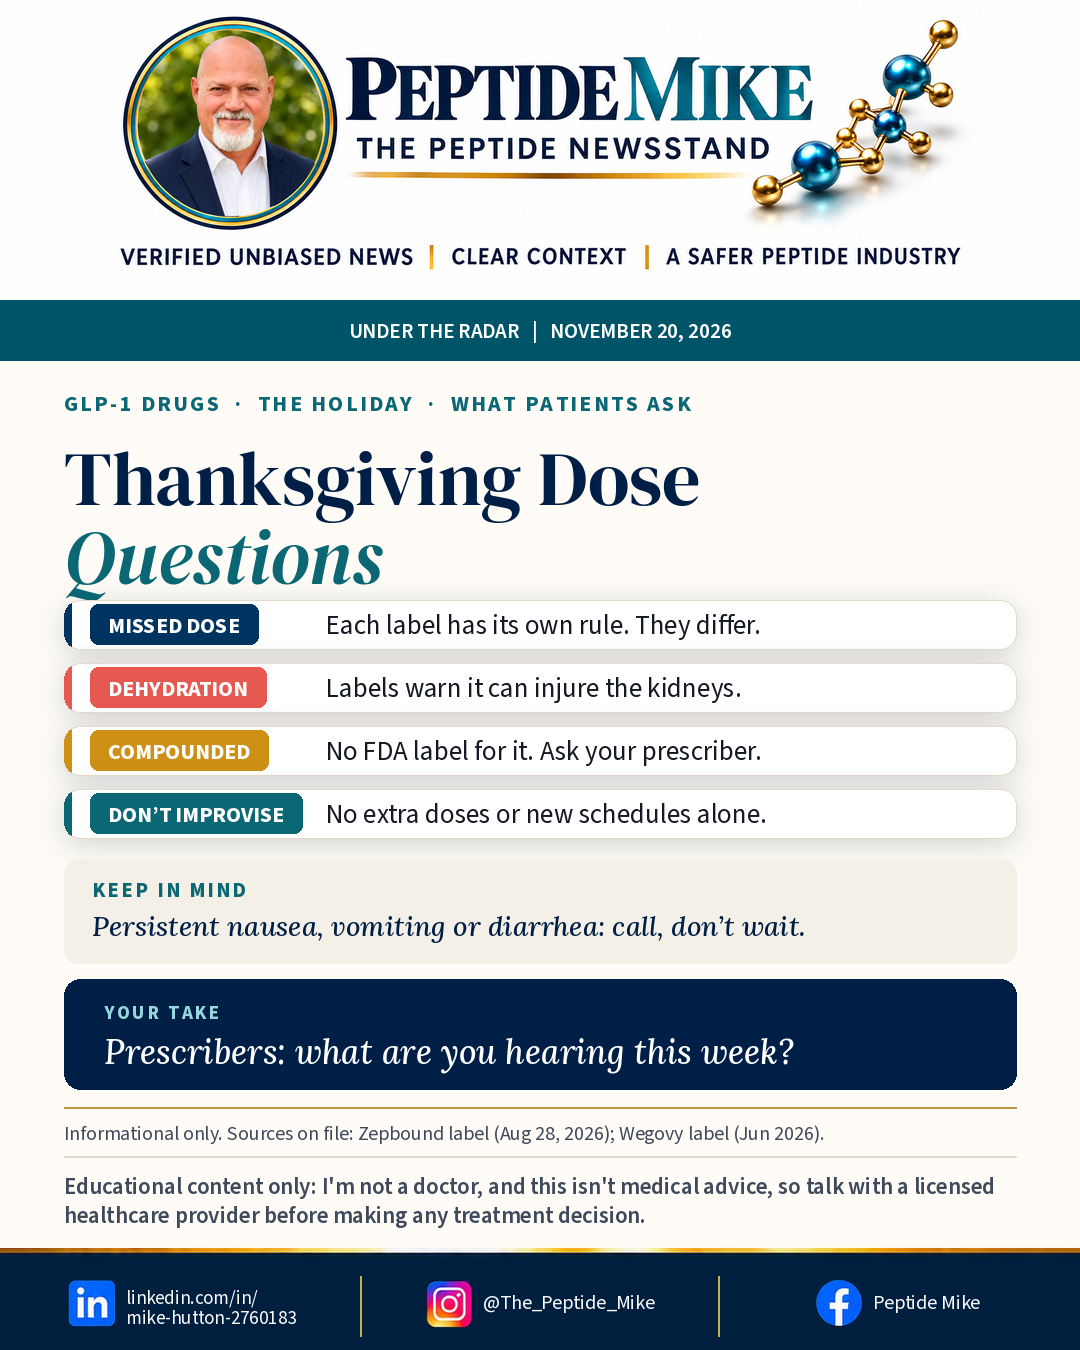 PEPTIDEMIKE
THE PEPTIDE NEWSSTAND
VERIFIED UNBIASED NEWS | CLEAR CONTEXT | A SAFER PEPTIDE INDUSTRY
UNDER THE RADAR | NOVEMBER 20, 2026
GLP-1 DRUGS · THE HOLIDAY · WHAT PATIENTS ASK
Thanksgiving Dose
Questions
MISSED DOSE Each label has its own rule. They differ.
DEHYDRATION Labels warn it can injure the kidneys.
COMPOUNDED No FDA label for it. Ask your prescriber.
DON’T IMPROVISE No extra doses or new schedules alone.
KEEP IN MIND
Persistent nausea, vomiting or diarrhea: call, don’t wait.
YOUR TAKE
Prescribers: what are you hearing this week?
Informational only. Sources on file: Zepbound label (Aug 28, 2026); Wegovy label (Jun 2026).
Educational content only: I'm not a doctor, and this isn't medical advice, so talk with a licensed
healthcare provider before making any treatment decision.
in linkedin.com/in/
mike-hutton-2760183
@The_Peptide_Mike
f Peptide Mike